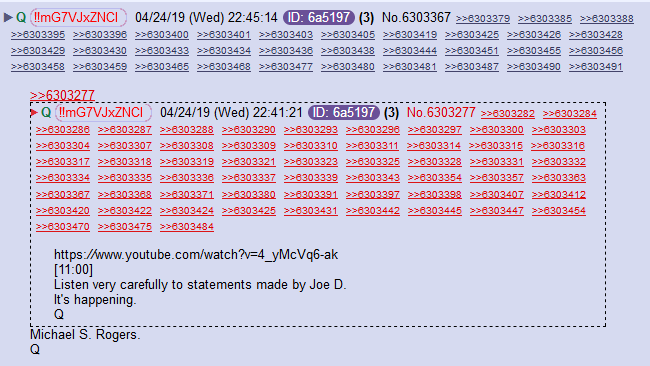 ▶ Q !!mG7VJxZNCI 04/24/19 (Wed) 22:45:14 ID: 6a5197 (3) No.6303367 >>6303379 >>6303385 >>6303388
>>6303395 >>6303396 >>6303400 >>6303401 >>6303403 >>6303405 >>6303419 >>6303425 >>6303426 >>6303428
>>6303429 >>6303430 >>6303433 >>6303434 >>6303436 >>6303438 >>6303444 >>6303451 >>6303455 >>6303456
>>6303458 >>6303465 >>6303468 >>6303477 >>6303480 >>6303481 >>6303487 >>6303490 >>6303491
>>6303277
▶ Q !!mG7VJxZNCI 04/24/19 (Wed) 22:41:21 ID: 6a5197 (3) No.6303277 >>6303282 >>6303284
>>6303286 >>6303287 >>6303288 >>6303290 >>6303293 >>6303296 >>6303297 >>6303300 >>6303303
>>6303304 >>6303307 >>6303308 >>6303309 >>6303310 >>6303311 >>6303314 >>6303315 >>6303316
>>6303317 >>6303318 >>6303319 >>6303321 >>6303323 >>6303325 >>6303328 >>6303331 >>6303332
>>6303334 >>6303335 >>6303336 >>6303337 >>6303339 >>6303343 >>6303354 >>6303357 >>6303363
>>6303367 >>6303368 >>6303371 >>6303380 >>6303391 >>6303397 >>6303398 >>6303407 >>6303412
>>6303420 >>6303422 >>6303424 >>6303425 >>6303431 >>6303442 >>6303445 >>6303447 >>6303454
>>6303470 >>6303475 >>6303484
https://www.youtube.com/watch?v=4_yMcVq6-ak
[11:00]
Listen very carefully to statements made by Joe D.
It's happening.
Q
Michael S. Rogers.
Q